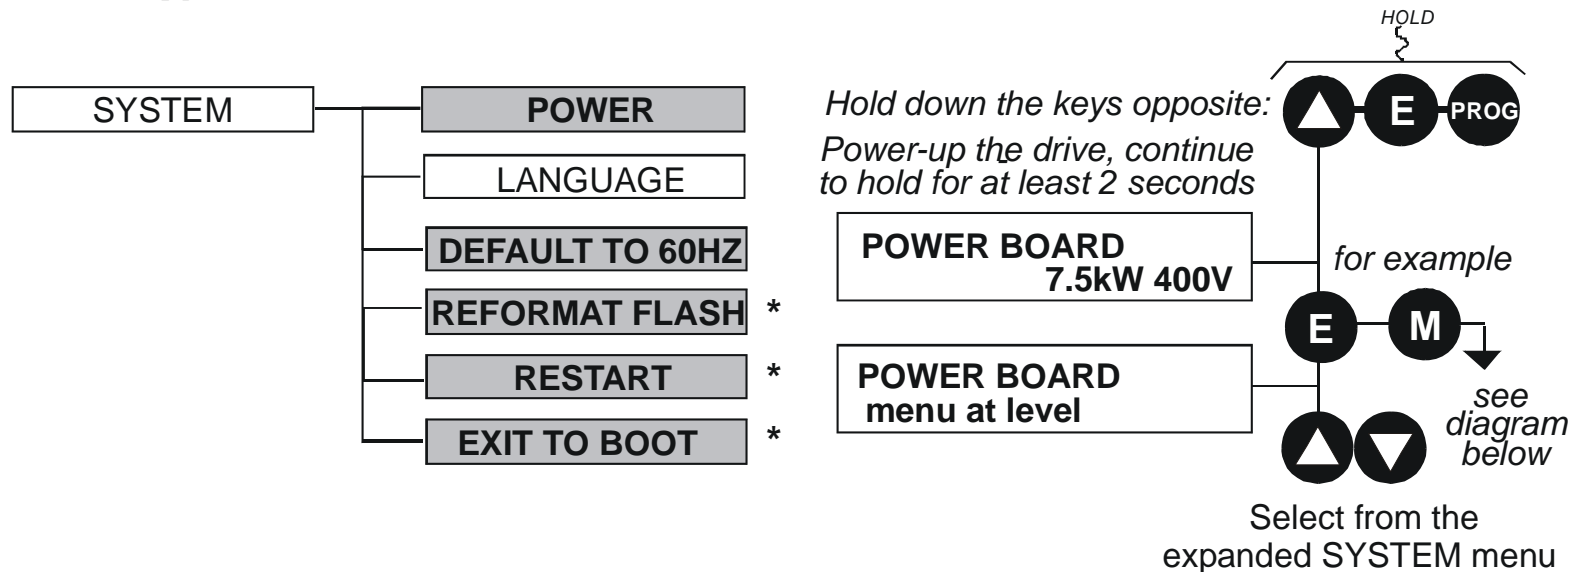 SYSTEM
POWER
LANGUAGE
DEFAULT TO 60HZ
REFORMAT FLASH *
RESTART *
EXIT TO BOOT *
HOLD
Hold down the keys opposite:
E
PROG
Power-up the drive, continue
to hold for at least 2 seconds
POWER BOARD
7.5kW 400V
for example
E
M
POWER BOARD
menu at level
see
diagram
below
Select from the
expanded SYSTEM menu